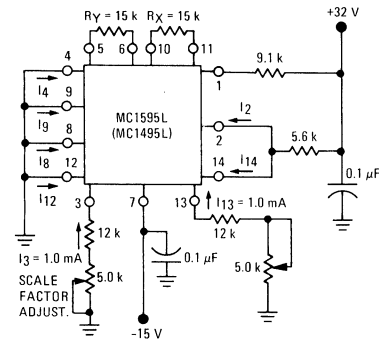 RY = 15 k
RX = 15 k
+32 V
5
6
10
11
4
I4
9
I9
8
I8
12
I12
MC1595L
(MC1495L)
1
9.1 k
I2
2
5.6 k
14
I14
0.1 µF
3
7
13
I13 = 1.0 mA
12 k
12 k
I3 = 1.0 mA
0.1 µF
5.0 k
5.0 k
SCALE
FACTOR
ADJUST.
-15 V